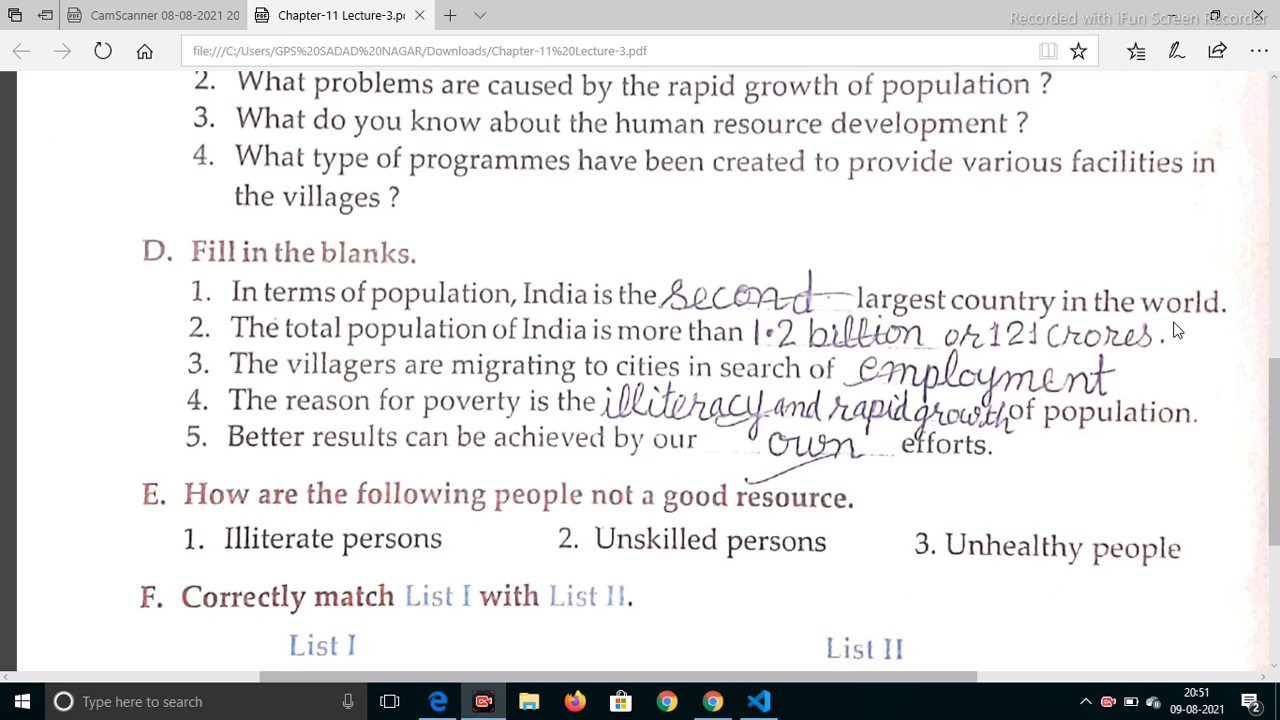 CamScanner 08-08-2021 20
Chapter-11 Lecture-3.pd
Recorded with iFun Screen Recorder
file:///C:/Users/GPS%20SADAD%20NAGAR/Downloads/Chapter-11%20Lecture-3.pdf
2. What problems are caused by the rapid growth of population ?
3. What do you know about the human resource development ?
4. What type of programmes have been created to provide various facilities in
the villages ?
D. Fill in the blanks.
1. In terms of population, India is the second largest country in the world.
2. The total population of India is more than 1.2 billion or 121 crores.
3. The villagers are migrating to cities in search of employment
4. The reason for poverty is the illiteracy and rapid growth of population.
5. Better results can be achieved by our own efforts.
E. How are the following people not a good resource.
1. Illiterate persons 2. Unskilled persons 3. Unhealthy people
F. Correctly match List I with List II.
List I List II
Type here to search
20:51
09-08-2021
2